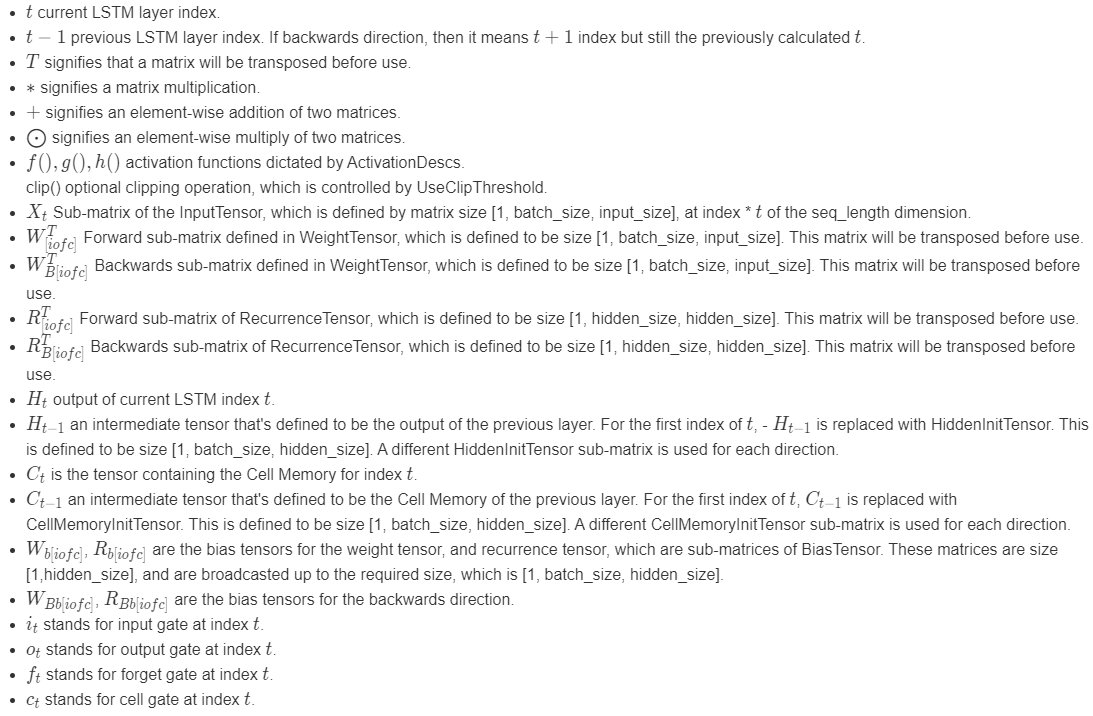 • t current LSTM layer index.
• t − 1 previous LSTM layer index. If backwards direction, then it means t + 1 index but still the previously calculated t.
• T signifies that a matrix will be transposed before use.
• * signifies a matrix multiplication.
• + signifies an element-wise addition of two matrices.
• ⊙ signifies an element-wise multiply of two matrices.
• f(), g(), h() activation functions dictated by ActivationDescs.
clip() optional clipping operation, which is controlled by UseClipThreshold.
• X_t Sub-matrix of the InputTensor, which is defined by matrix size [1, batch_size, input_size], at index * t of the seq_length dimension.
• W^T_[iofc] Forward sub-matrix defined in WeightTensor, which is defined to be size [1, batch_size, input_size]. This matrix will be transposed before use.
• W^T_B[iofc] Backwards sub-matrix defined in WeightTensor, which is defined to be size [1, batch_size, input_size]. This matrix will be transposed before
use.
• R^T_[iofc] Forward sub-matrix of RecurrenceTensor, which is defined to be size [1, hidden_size, hidden_size]. This matrix will be transposed before use.
• R^T_B[iofc] Backwards sub-matrix of RecurrenceTensor, which is defined to be size [1, hidden_size, hidden_size]. This matrix will be transposed before
use.
• H_t output of current LSTM index t.
• H_t−1 an intermediate tensor that's defined to be the output of the previous layer. For the first index of t, - H_t−1 is replaced with HiddenInitTensor. This
is defined to be size [1, batch_size, hidden_size]. A different HiddenInitTensor sub-matrix is used for each direction.
• C_t is the tensor containing the Cell Memory for index t.
• C_t−1 an intermediate tensor that's defined to be the Cell Memory of the previous layer. For the first index of t, C_t−1 is replaced with
CellMemoryInitTensor. This is defined to be size [1, batch_size, hidden_size]. A different CellMemoryInitTensor sub-matrix is used for each direction.
• W_b[iofc], R_b[iofc] are the bias tensors for the weight tensor, and recurrence tensor, which are sub-matrices of BiasTensor. These matrices are size
[1,hidden_size], and are broadcasted up to the required size, which is [1, batch_size, hidden_size].
• W_Bb[iofc], R_Bb[iofc] are the bias tensors for the backwards direction.
• i_t stands for input gate at index t.
• o_t stands for output gate at index t.
• f_t stands for forget gate at index t.
• c_t stands for cell gate at index t.